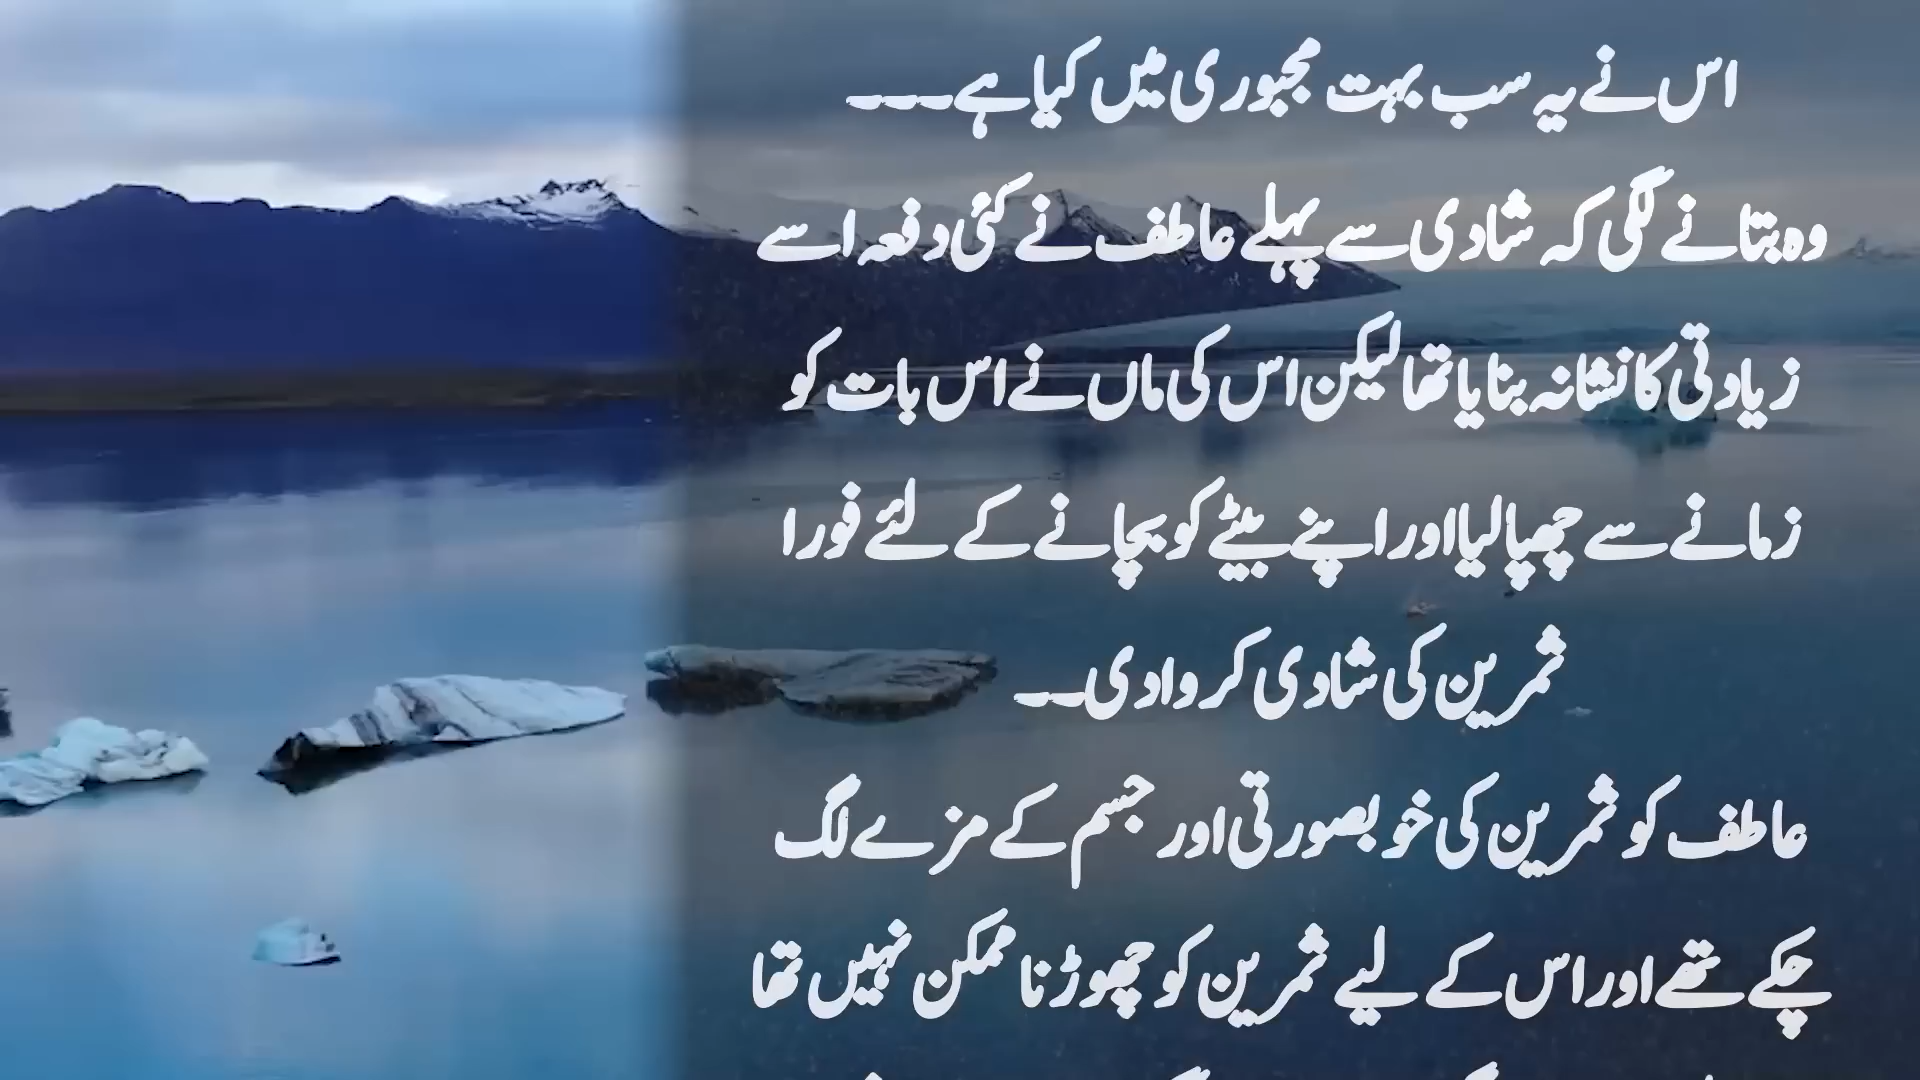 اس نے یہ سب بہت مجبوری میں کیا ہے۔۔۔
وہ بتانے لگی کہ شادی سے پہلے عاطف نے کئی دفعہ اسے
زیادتی کا نشانہ بنایا تھا لیکن اس کی ماں نے اس بات کو
زمانے سے چھپا لیا اور اپنے بیٹے کو بچانے کے لئے فورا
ثمرین کی شادی کروا دی۔۔
عاطف کو ثمرین کی خوبصورتی اور جسم کے مزے لگ
چکے تھے اور اس کے لیے ثمرین کو چھوڑنا ممکن نہیں تھا